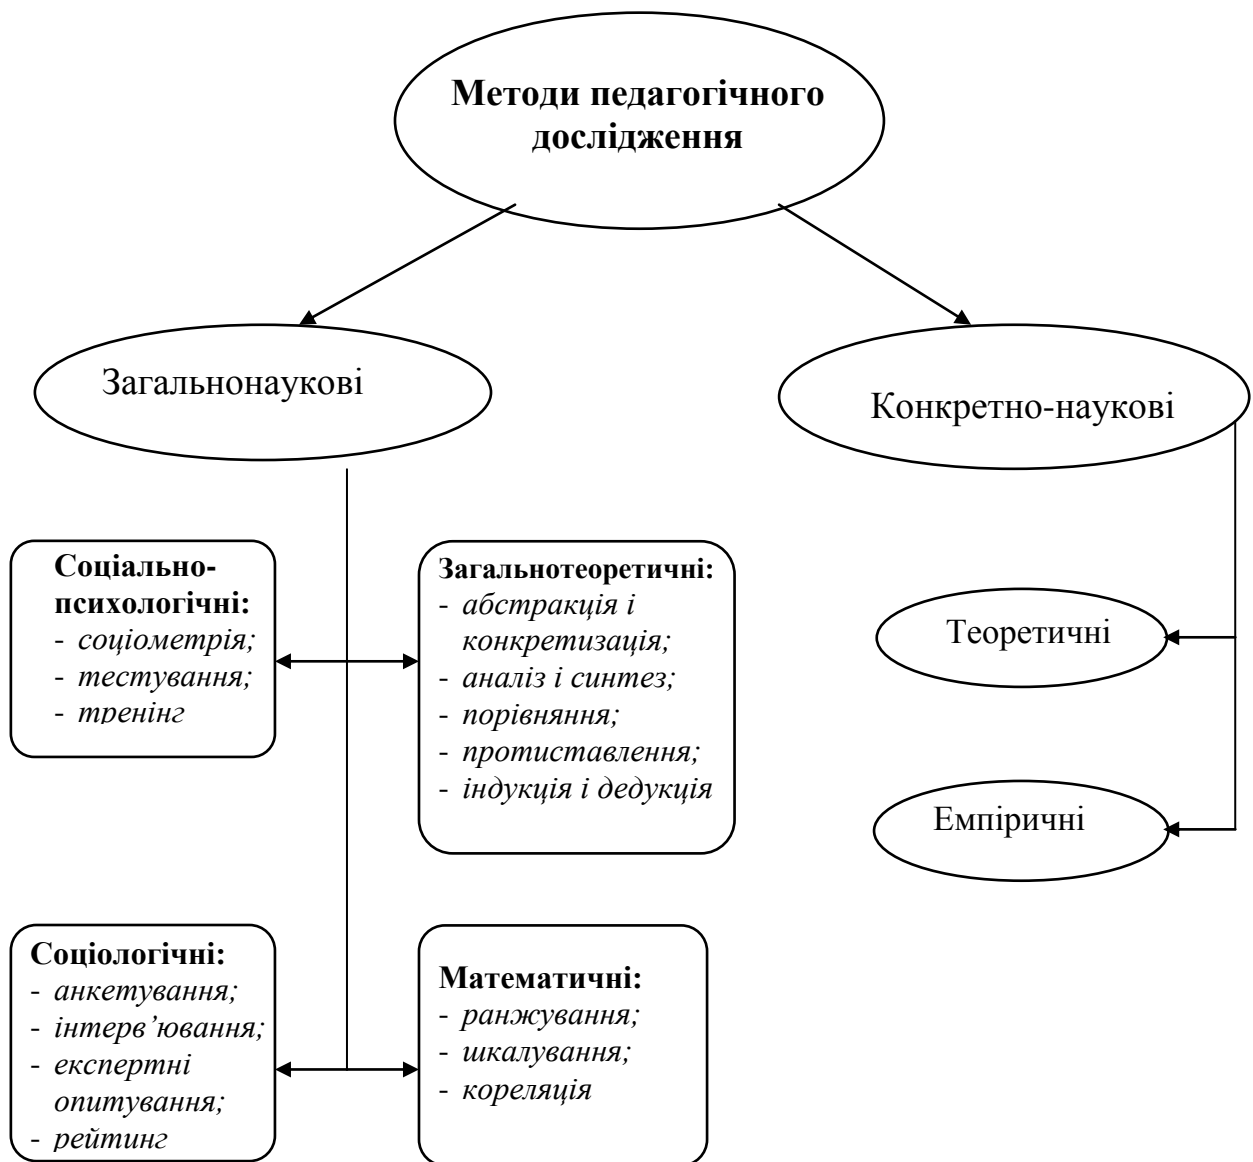 Методи педагогічного
дослідження
Загальнонаукові
Конкретно-наукові
Соціально-
психологічні:
- соціометрія;
- тестування;
- тренінг
Загальнотеоретичні:
- абстракція і
конкретизація;
- аналіз і синтез;
- порівняння;
- протиставлення;
- індукція і дедукція
Теоретичні
Емпіричні
Соціологічні:
- анкетування;
- інтерв’ювання;
- експертні
опитування;
- рейтинг
Математичні:
- ранжування;
- шкалування;
- кореляція